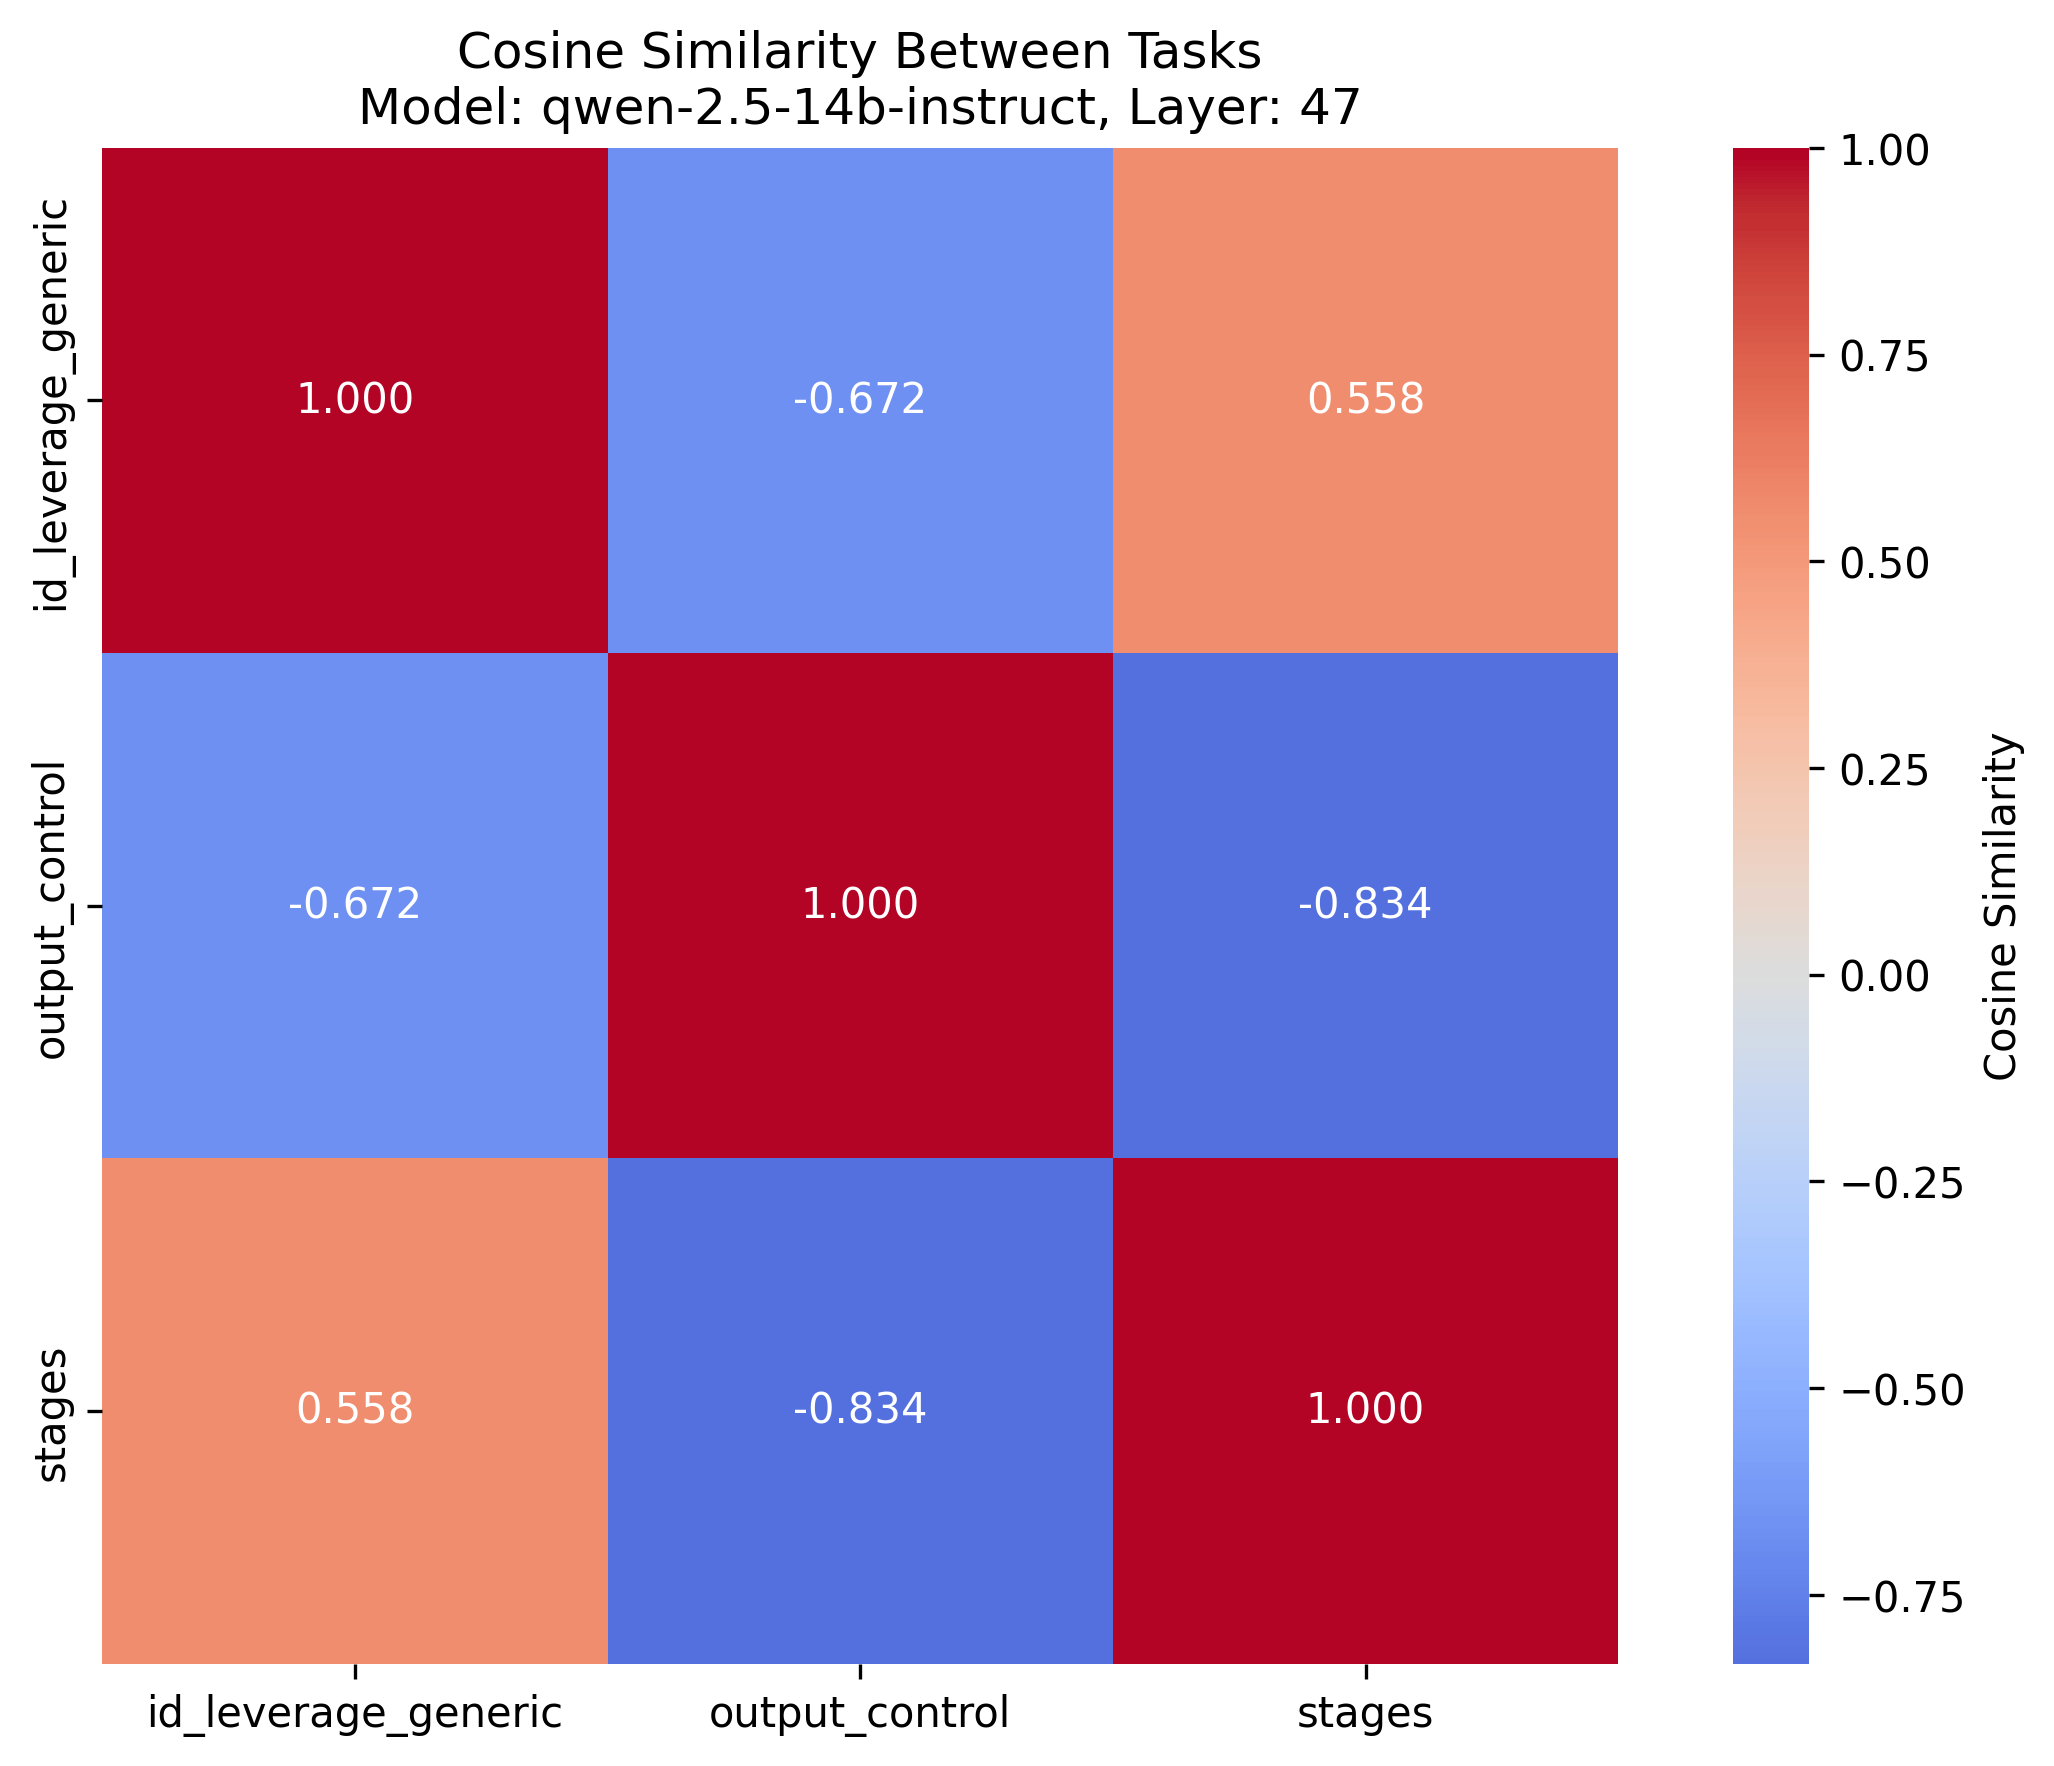 Cosine Similarity Between Tasks
Model: qwen-2.5-14b-instruct, Layer: 47
id_leverage_generic
output_control
stages
1.000
-0.672
0.558
-0.672
1.000
-0.834
0.558
-0.834
1.000
id_leverage_generic
output_control
stages
1.00
0.75
0.50
0.25
0.00
−0.25
−0.50
−0.75
Cosine Similarity